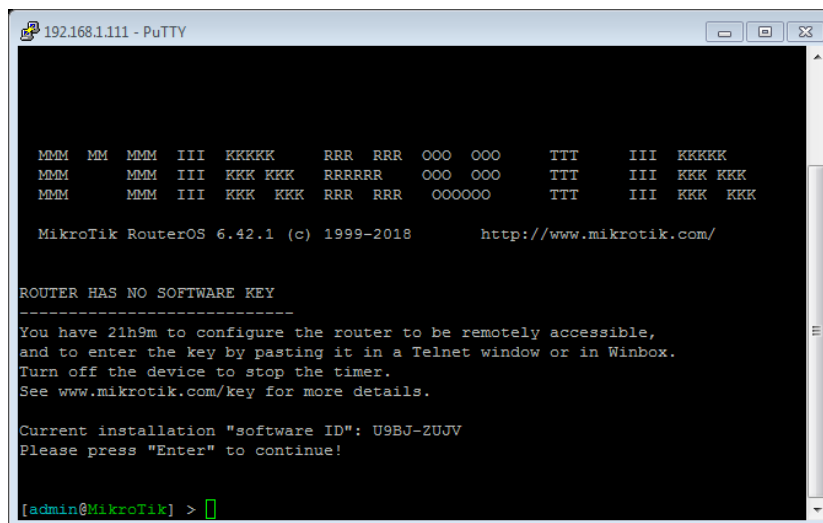 192.168.1.111 - PuTTY
MMM  MM  MMM  III  KKKKK     RRR  RRR  OOO  OOO     TTT     III  KKKKK
MMM      MMM  III  KKK KKK   RRRRRR    OOO  OOO     TTT     III  KKK KKK
MMM      MMM  III  KKK  KKK  RRR  RRR   OOOOOO      TTT     III  KKK  KKK
MikroTik RouterOS 6.42.1 (c) 1999-2018       http://www.mikrotik.com/
ROUTER HAS NO SOFTWARE KEY
----------------------------
You have 21h9m to configure the router to be remotely accessible,
and to enter the key by pasting it in a Telnet window or in Winbox.
Turn off the device to stop the timer.
See www.mikrotik.com/key for more details.
Current installation "software ID": U9BJ-ZUJV
Please press "Enter" to continue!
[admin@MikroTik] >